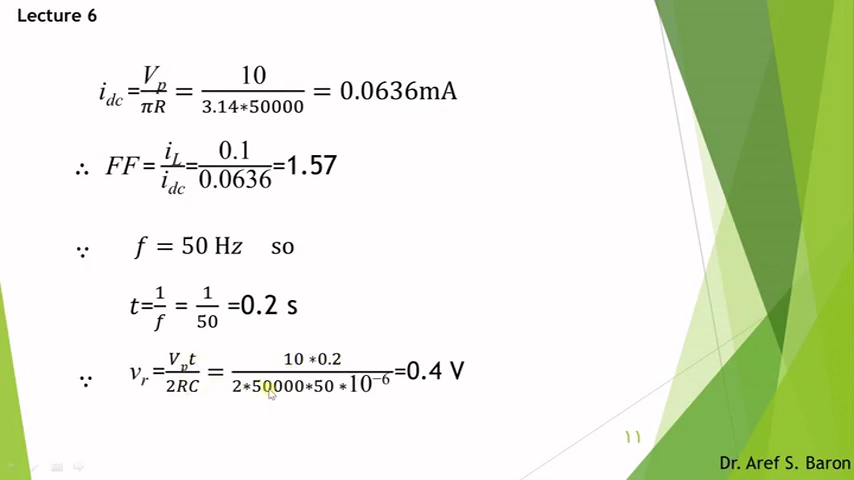 Lecture 6
i_dc = V_p/πR = 10/3.14*50000 = 0.0636mA
∴ FF = i_L/i_dc = 0.1/0.0636 = 1.57
∵ f = 50 Hz so
t = 1/f = 1/50 = 0.2 s
∵ v_r = V_p t/2RC = 10 *0.2/2*50000*50 *10^−6 = 0.4 V
١١
Dr. Aref S. Baron